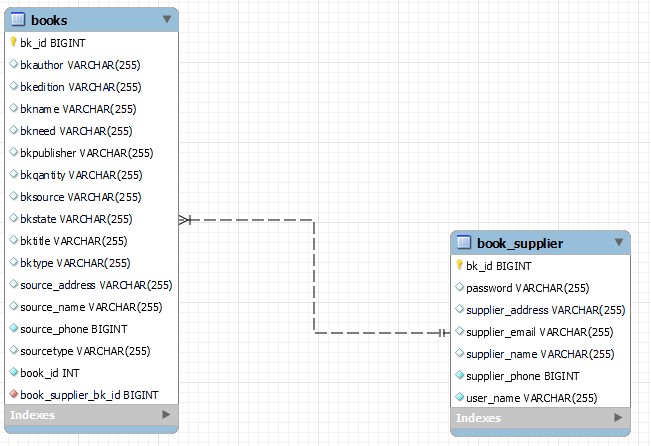 books
bk_id BIGINT
bkauthor VARCHAR(255)
bkedition VARCHAR(255)
bkname VARCHAR(255)
bkneed VARCHAR(255)
bkpublisher VARCHAR(255)
bkqantity VARCHAR(255)
bksource VARCHAR(255)
bkstate VARCHAR(255)
bktitle VARCHAR(255)
bktype VARCHAR(255)
source_address VARCHAR(255)
source_name VARCHAR(255)
source_phone BIGINT
sourcetype VARCHAR(255)
book_id INT
book_supplier_bk_id BIGINT
Indexes
book_supplier
bk_id BIGINT
password VARCHAR(255)
supplier_address VARCHAR(255)
supplier_email VARCHAR(255)
supplier_name VARCHAR(255)
supplier_phone BIGINT
user_name VARCHAR(255)
Indexes